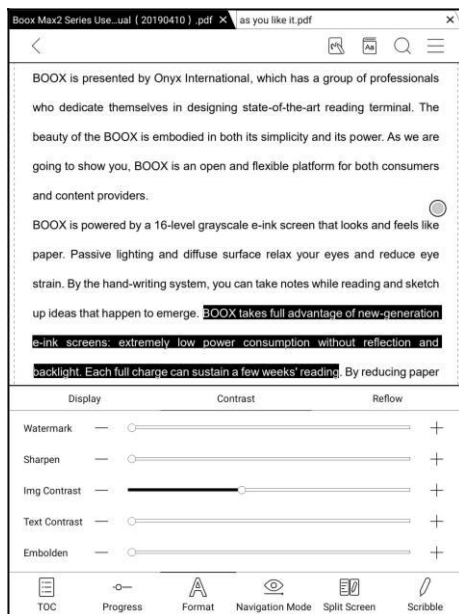 Boox Max2 Series Use...ual ( 20190410 ) .pdf ×
as you like it.pdf ×
AB
BOOX is presented by Onyx International, which has a group of professionals
who dedicate themselves in designing state-of-the-art reading terminal. The
beauty of the BOOX is embodied in both its simplicity and its power. As we are
going to show you, BOOX is an open and flexible platform for both consumers
and content providers.
BOOX is powered by a 16-level grayscale e-ink screen that looks and feels like
paper. Passive lighting and diffuse surface relax your eyes and reduce eye
strain. By the hand-writing system, you can take notes while reading and sketch
up ideas that happen to emerge. BOOX takes full advantage of new-generation
e-ink screens: extremely low power consumption without reflection and
backlight. Each full charge can sustain a few weeks' reading. By reducing paper
Display Contrast Reflow
Watermark
Sharpen
Img Contrast
Text Contrast
Embolden
TOC Progress Format Navigation Mode Split Screen Scribble